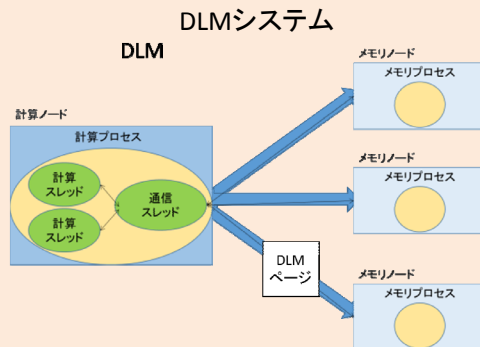 DLMシステム
DLM
計算ノード
計算プロセス
計算
スレッド
計算
スレッド
通信
スレッド
DLM
ページ
メモリノード
メモリプロセス
メモリノード
メモリプロセス
メモリノード
メモリプロセス